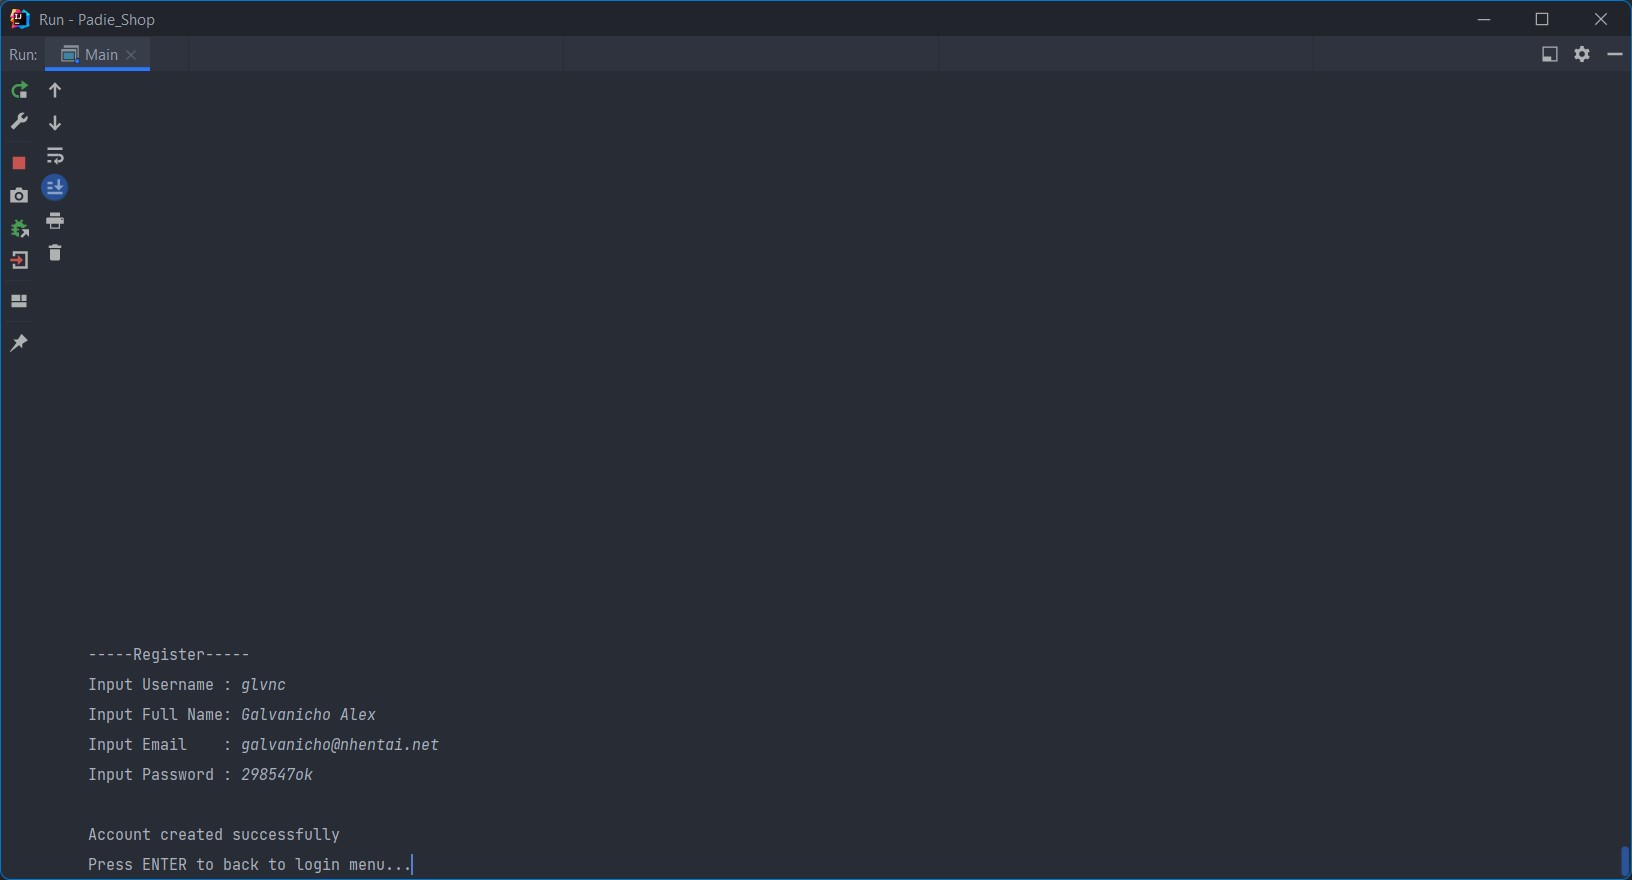 Run - Padie_Shop
Run: Main
-----Register-----
Input Username : glvnc
Input Full Name: Galvanicho Alex
Input Email    : galvanicho@nhentai.net
Input Password : 298547ok
Account created successfully
Press ENTER to back to login menu...